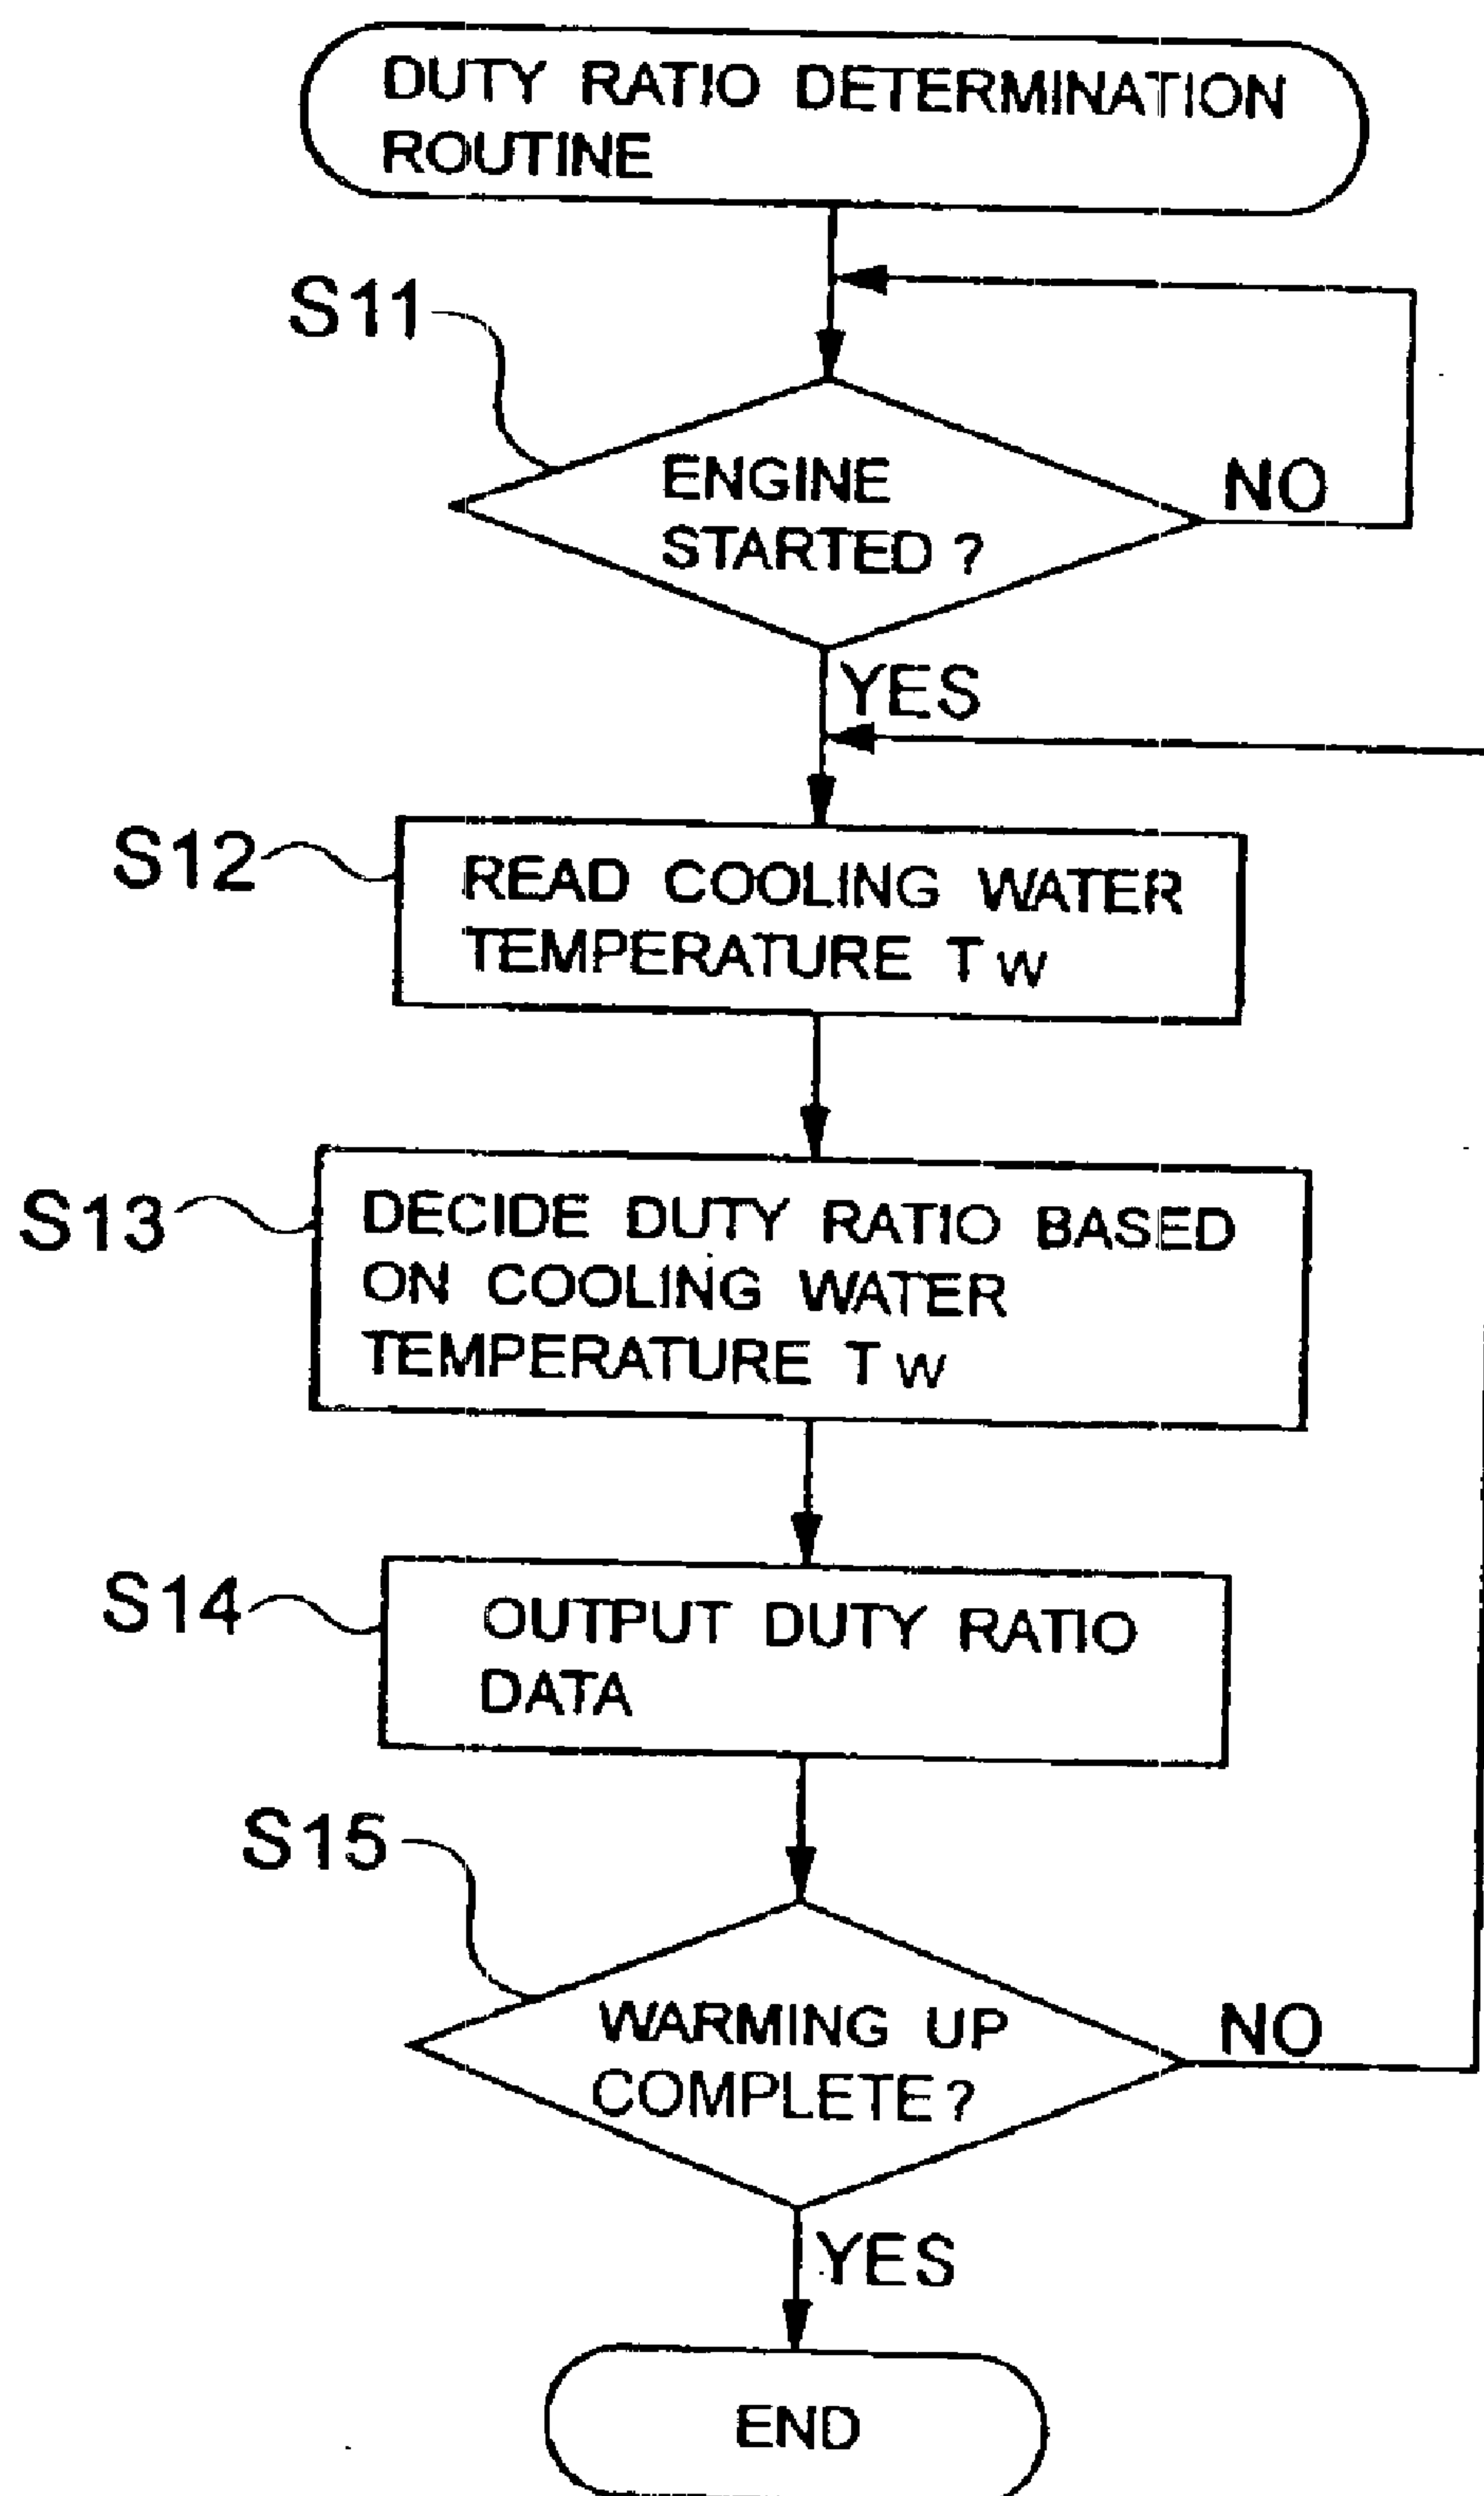 DUTY RATIO DETERMINATION
ROUTINE
S11
ENGINE
STARTED ?
NO
YES
S12
READ COOLING WATER
TEMPERATURE TW
S13
DECIDE DUTY RATIO BASED
ON COOLING WATER
TEMPERATURE TW
S14
OUTPUT DUTY RATIO
DATA
S15
WARMING UP
COMPLETE?
NO
YES
END